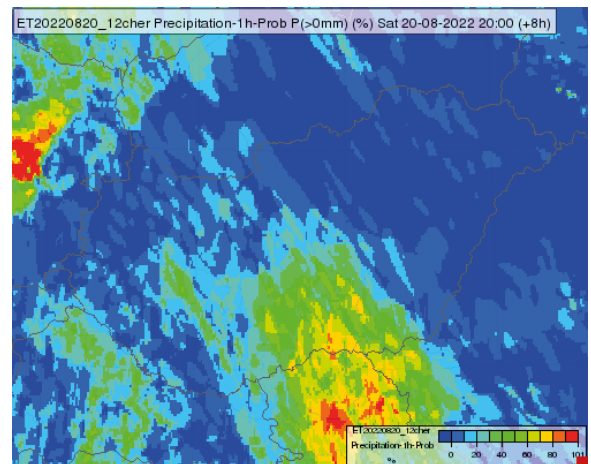 ET20220820_12cher Precipitation-1h-Prob P(>0mm) (%) Sat 20-08-2022 20:00 (+8h)
ET20220820_12cher
Precipitation-1h-Prob
%
0 20 40 60 80 101